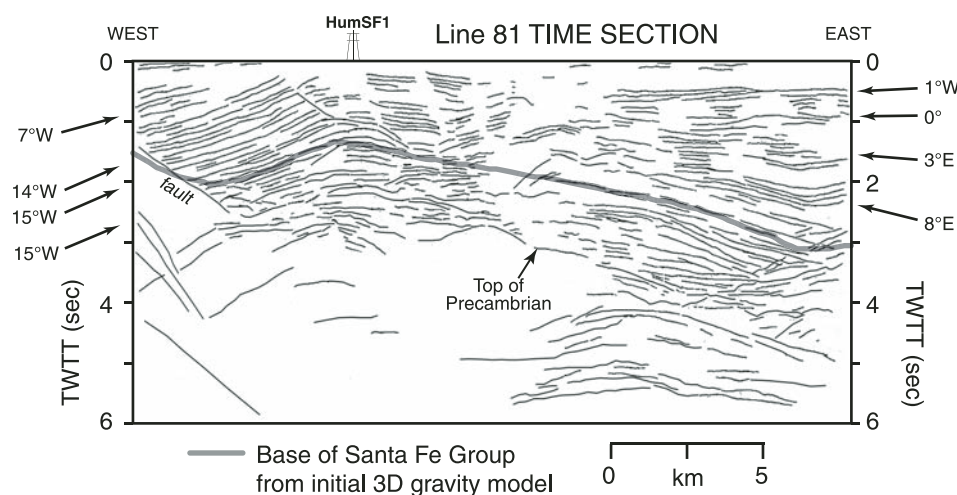 HumSF1
WEST
Line 81 TIME SECTION
EAST
0
0
1°W
0°
7°W
3°E
14°W
2
fault
15°W
8°E
15°W
Top of
Precambrian
4
4
TWTT (sec)
TWTT (sec)
6
6
Base of Santa Fe Group
from initial 3D gravity model
0
km
5